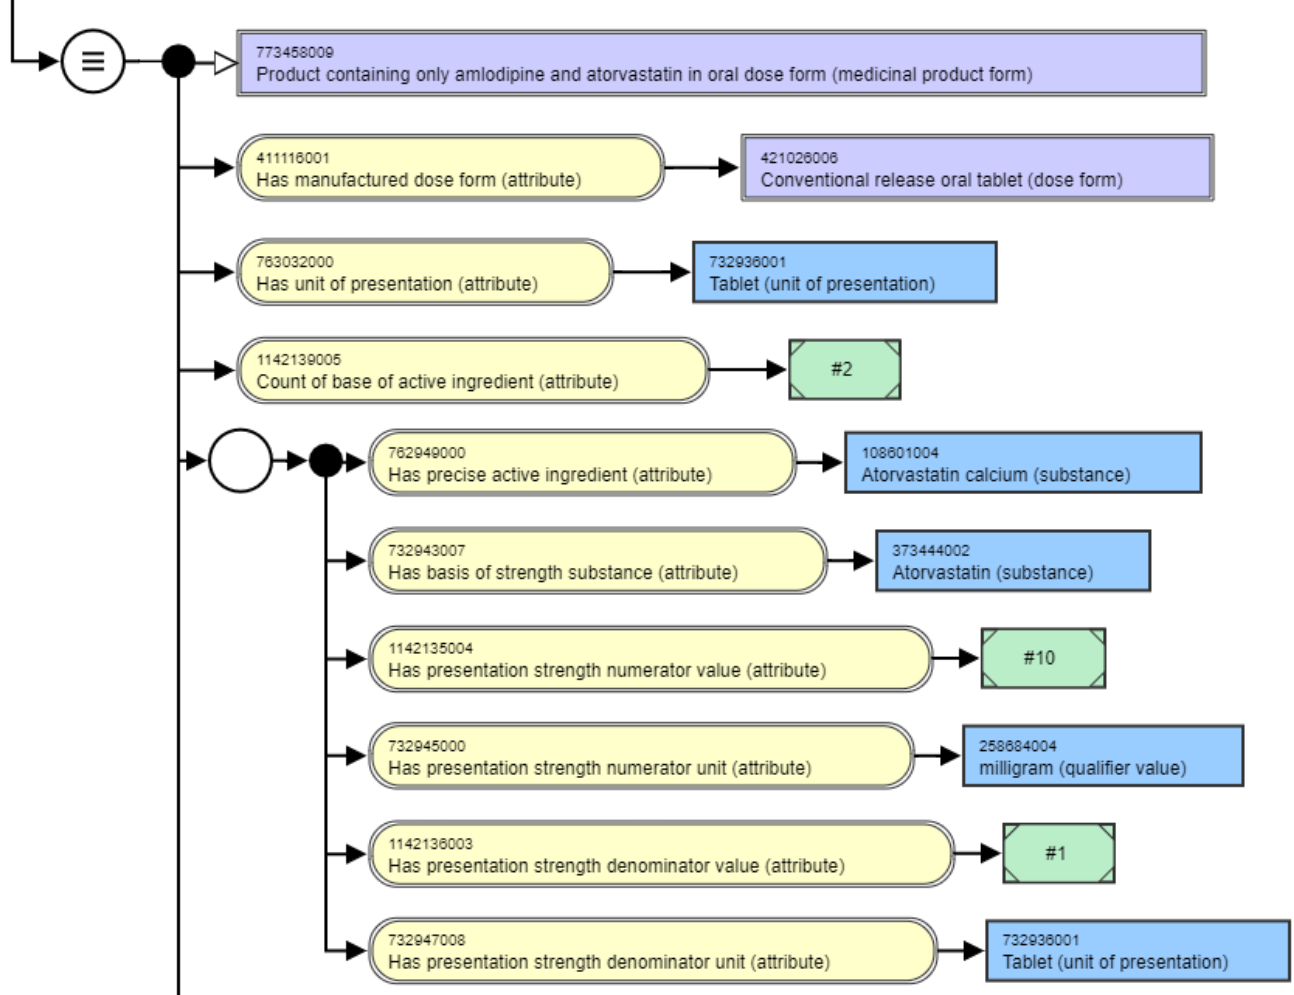 773458009
Product containing only amlodipine and atorvastatin in oral dose form (medicinal product form)
411116001
Has manufactured dose form (attribute)
421026006
Conventional release oral tablet (dose form)
763032000
Has unit of presentation (attribute)
732936001
Tablet (unit of presentation)
1142139005
Count of base of active ingredient (attribute)
#2
762949000
Has precise active ingredient (attribute)
108601004
Atorvastatin calcium (substance)
732943007
Has basis of strength substance (attribute)
373444002
Atorvastatin (substance)
1142135004
Has presentation strength numerator value (attribute)
#10
732945000
Has presentation strength numerator unit (attribute)
258684004
milligram (qualifier value)
1142136003
Has presentation strength denominator value (attribute)
#1
732947008
Has presentation strength denominator unit (attribute)
732936001
Tablet (unit of presentation)